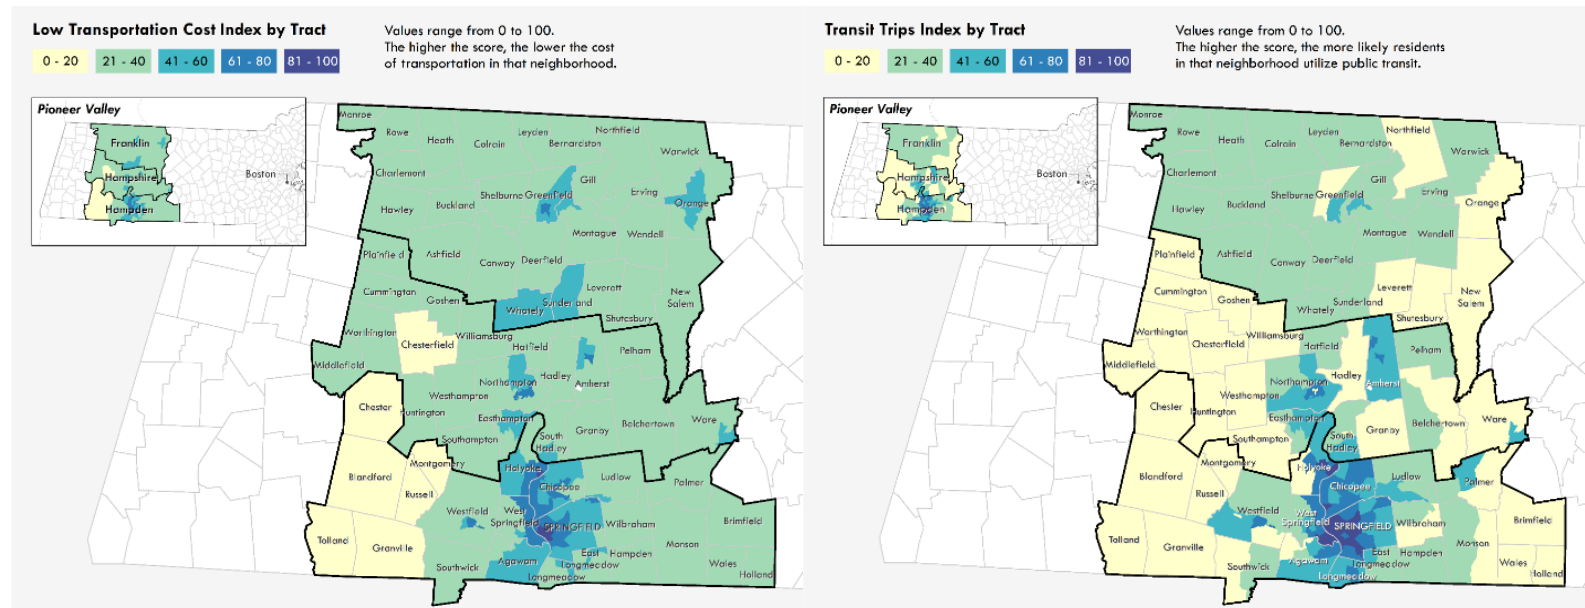 Low Transportation Cost Index by Tract
0 - 20
21 - 40
41 - 60
61 - 80
81 - 100
Values range from 0 to 100.
The higher the score, the lower the cost
of transportation in that neighborhood.
Pioneer Valley
Franklin
Hampshire
Hampden
Boston
Monroe
Rowe
Heath
Colrain
Leyden
Bernardston
Northfield
Warwick
Charlemont
Shelburne
Greenfield
Gill
Erving
Orange
Hawley
Buckland
Montague
Wendell
Plainfield
Ashfield
Conway
Deerfield
Cummington
Goshen
Whately
Sunderland
Leverett
New
Salem
Shutesbury
Worthington
Chesterfield
Williamsburg
Hatfield
Pelham
Middlefield
Northampton
Hadley
Amherst
Chester
Huntington
Westhampton
Easthampton
Southampton
South
Hadley
Granby
Belchertown
Ware
Montgomery
Holyoke
Blandford
Russell
Chicopee
Ludlow
Palmer
Westfield
West
Springfield
SPRINGFIELD
Wilbraham
Brimfield
Tolland
Granville
Southwick
Agawam
East
Longmeadow
Hampden
Monson
Longmeadow
Wales
Holland
Transit Trips Index by Tract
0 - 20
21 - 40
41 - 60
61 - 80
81 - 100
Values range from 0 to 100.
The higher the score, the more likely residents
in that neighborhood utilize public transit.
Pioneer Valley
Franklin
Hampshire
Hampden
Boston
Monroe
Rowe
Heath
Colrain
Leyden
Bernardston
Northfield
Warwick
Charlemont
Shelburne
Greenfield
Gill
Erving
Orange
Hawley
Buckland
Montague
Wendell
Plainfield
Ashfield
Conway
Deerfield
Cummington
Goshen
Whately
Sunderland
Leverett
New
Salem
Shutesbury
Worthington
Chesterfield
Williamsburg
Hatfield
Pelham
Middlefield
Northampton
Hadley
Amherst
Chester
Huntington
Westhampton
Easthampton
Southampton
South
Hadley
Granby
Belchertown
Ware
Montgomery
Holyoke
Blandford
Russell
Chicopee
Ludlow
Palmer
Westfield
West
Springfield
SPRINGFIELD
Wilbraham
Brimfield
Tolland
Granville
Southwick
Agawam
East
Longmeadow
Hampden
Monson
Longmeadow
Wales
Holland